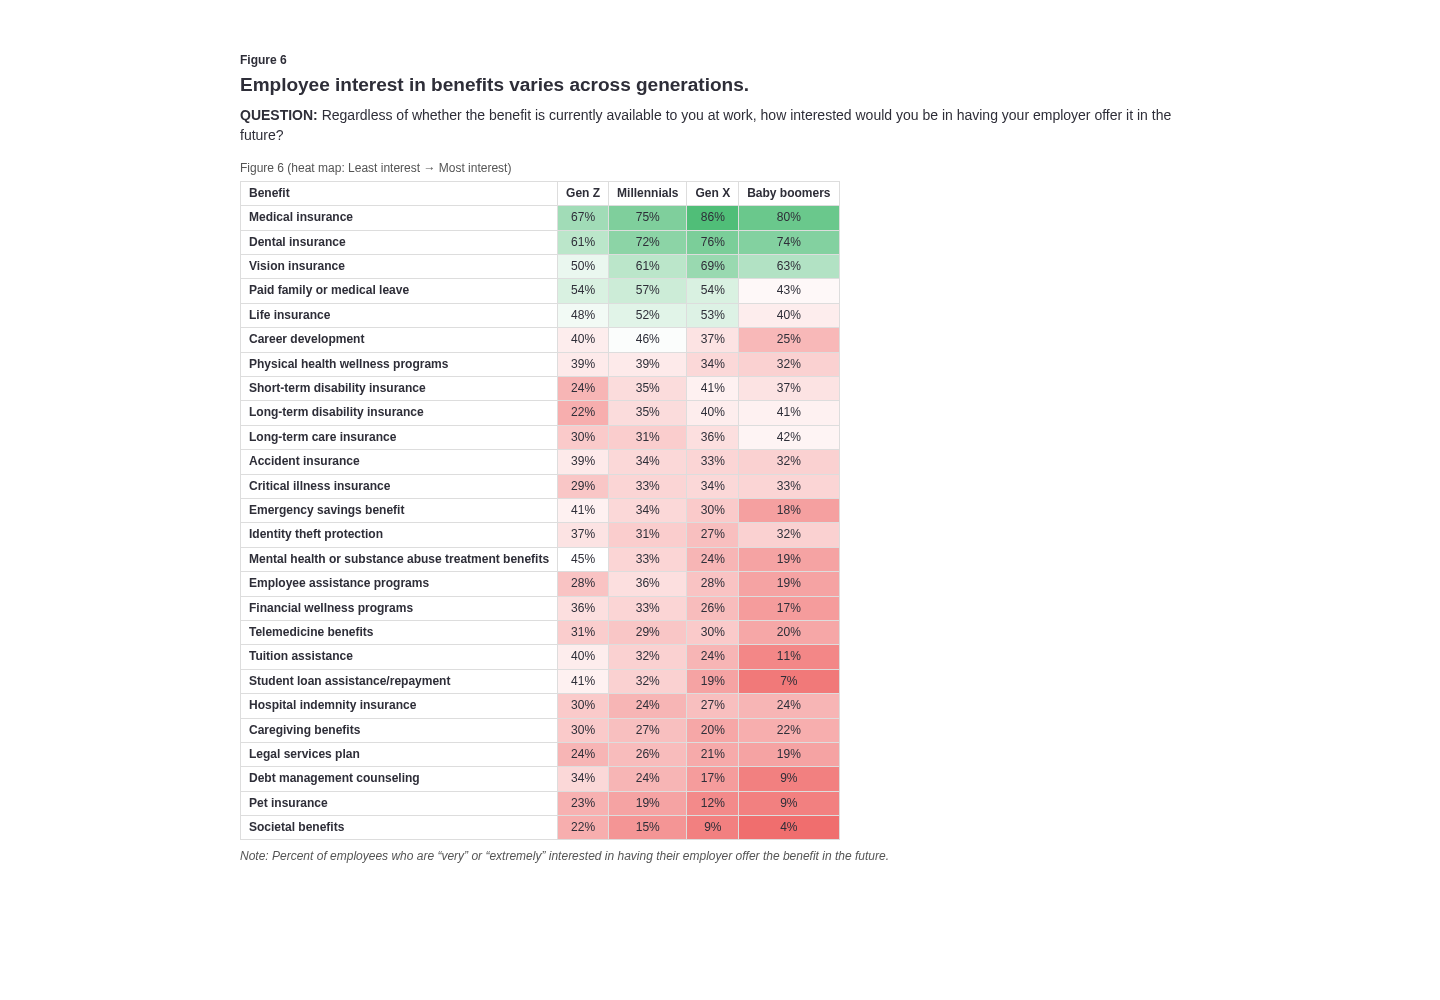 Figure 6
Employee interest in benefits varies across generations.
QUESTION: Regardless of whether the benefit is currently available to you at work, how interested would you be in having your employer offer it in the
future?
Figure 6 (heat map: Least interest → Most interest)
Benefit Gen Z Millennials Gen X Baby boomers
Medical insurance 67% 75% 86% 80%
Dental insurance 61% 72% 76% 74%
Vision insurance 50% 61% 69% 63%
Paid family or medical leave 54% 57% 54% 43%
Life insurance 48% 52% 53% 40%
Career development 40% 46% 37% 25%
Physical health wellness programs 39% 39% 34% 32%
Short-term disability insurance 24% 35% 41% 37%
Long-term disability insurance 22% 35% 40% 41%
Long-term care insurance 30% 31% 36% 42%
Accident insurance 39% 34% 33% 32%
Critical illness insurance 29% 33% 34% 33%
Emergency savings benefit 41% 34% 30% 18%
Identity theft protection 37% 31% 27% 32%
Mental health or substance abuse treatment benefits 45% 33% 24% 19%
Employee assistance programs 28% 36% 28% 19%
Financial wellness programs 36% 33% 26% 17%
Telemedicine benefits 31% 29% 30% 20%
Tuition assistance 40% 32% 24% 11%
Student loan assistance/repayment 41% 32% 19% 7%
Hospital indemnity insurance 30% 24% 27% 24%
Caregiving benefits 30% 27% 20% 22%
Legal services plan 24% 26% 21% 19%
Debt management counseling 34% 24% 17% 9%
Pet insurance 23% 19% 12% 9%
Societal benefits 22% 15% 9% 4%
Note: Percent of employees who are “very” or “extremely” interested in having their employer offer the benefit in the future.